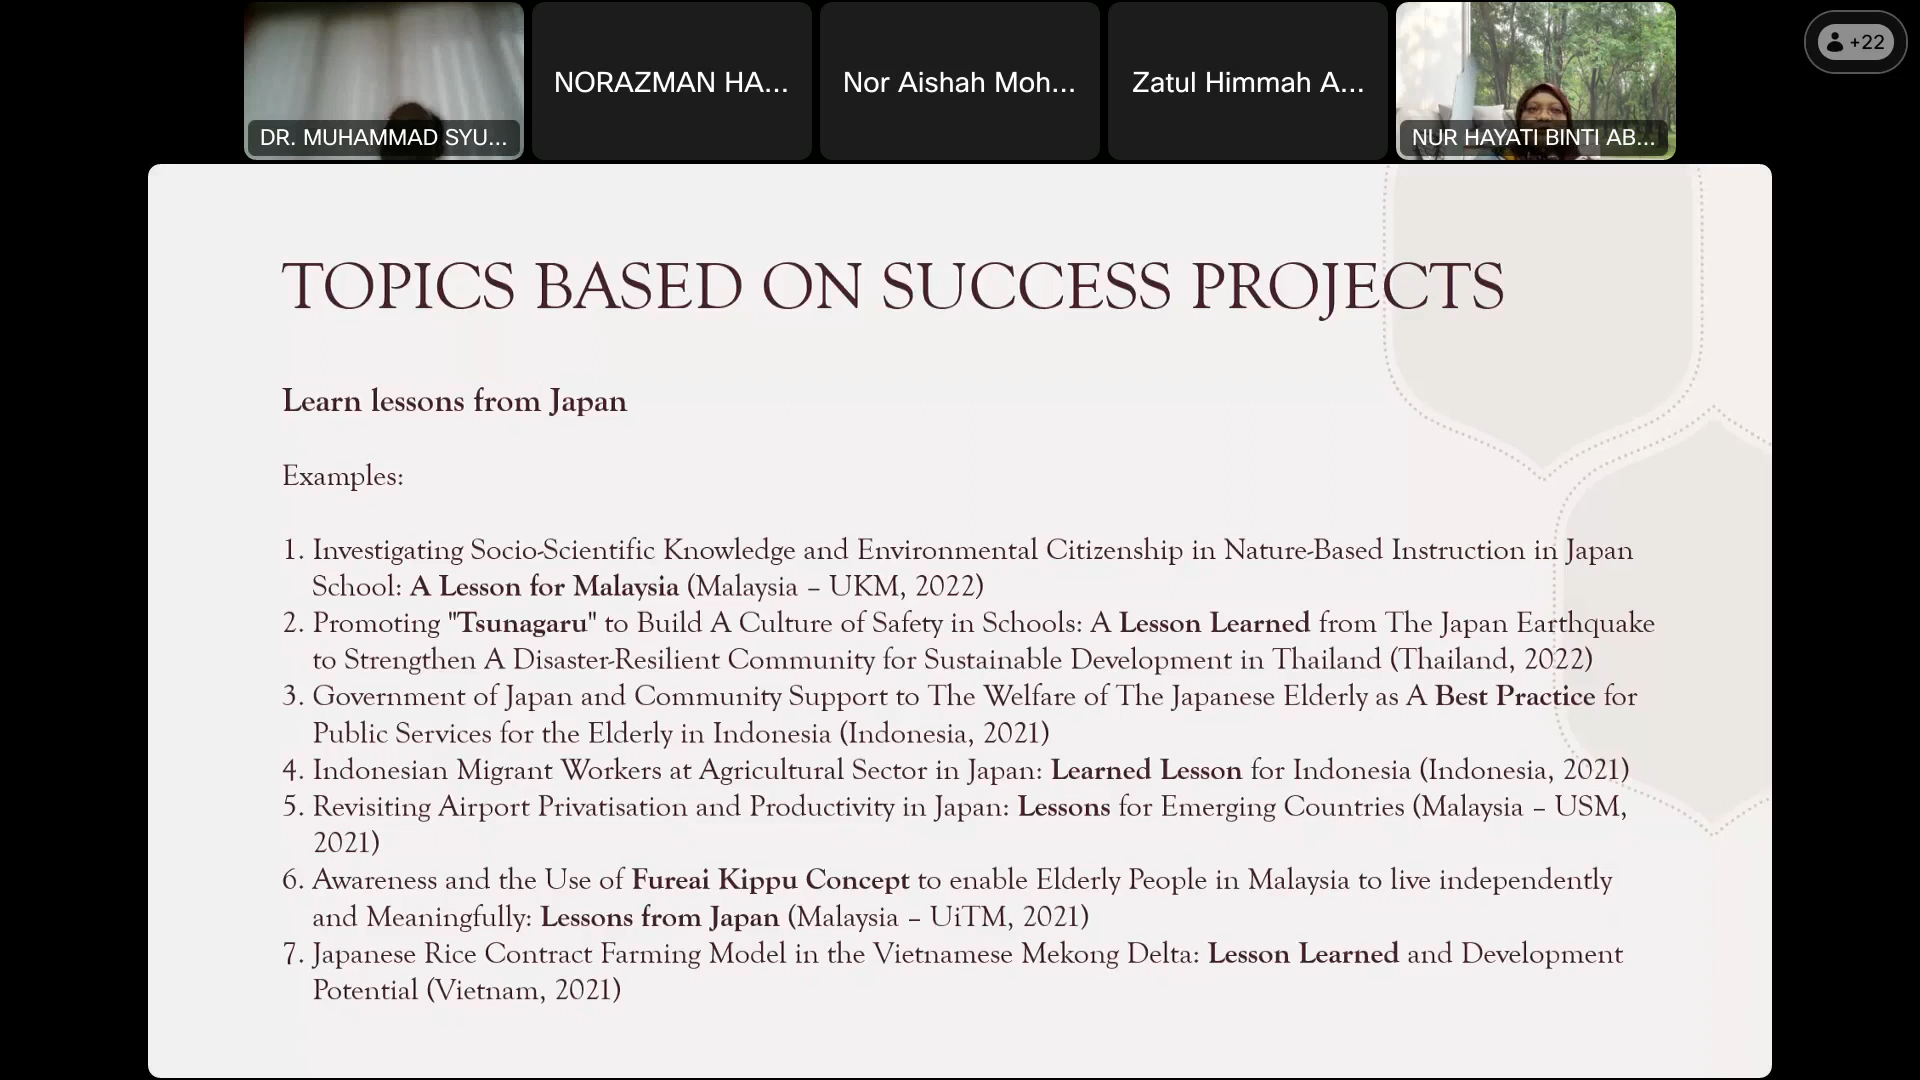 DR. MUHAMMAD SYU...
NORAZMAN HA...
Nor Aishah Moh...
Zatul Himmah A...
NUR HAYATI BINTI AB...
+22
TOPICS BASED ON SUCCESS PROJECTS
Learn lessons from Japan
Examples:
1. Investigating Socio-Scientific Knowledge and Environmental Citizenship in Nature-Based Instruction in Japan
School: A Lesson for Malaysia (Malaysia – UKM, 2022)
2. Promoting "Tsunagaru" to Build A Culture of Safety in Schools: A Lesson Learned from The Japan Earthquake
to Strengthen A Disaster-Resilient Community for Sustainable Development in Thailand (Thailand, 2022)
3. Government of Japan and Community Support to The Welfare of The Japanese Elderly as A Best Practice for
Public Services for the Elderly in Indonesia (Indonesia, 2021)
4. Indonesian Migrant Workers at Agricultural Sector in Japan: Learned Lesson for Indonesia (Indonesia, 2021)
5. Revisiting Airport Privatisation and Productivity in Japan: Lessons for Emerging Countries (Malaysia – USM,
2021)
6. Awareness and the Use of Fureai Kippu Concept to enable Elderly People in Malaysia to live independently
and Meaningfully: Lessons from Japan (Malaysia – UiTM, 2021)
7. Japanese Rice Contract Farming Model in the Vietnamese Mekong Delta: Lesson Learned and Development
Potential (Vietnam, 2021)